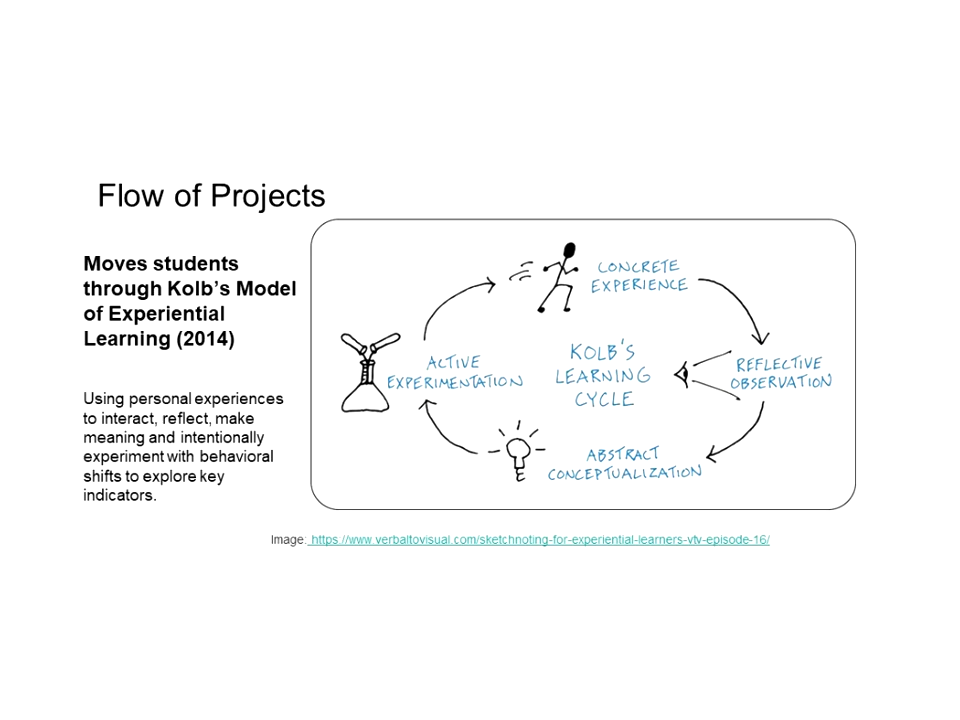 Flow of Projects
Moves students
through Kolb's Model
of Experiential
Learning (2014)
Using personal experiences
to interact, reflect, make
meaning and intentionally
experiment with behavioral
shifts to explore key
indicators.
CONCRETE
EXPERIENCE
REFLECTIVE
OBSERVATION
ABSTRACT
CONCEPTUALIZATION
ACTIVE
EXPERIMENTATION
KOLB'S
LEARNING
CYCLE
Image: https://www.verbaltovisual.com/sketchnoting-for-experiential-learners-vtv-episode-16/